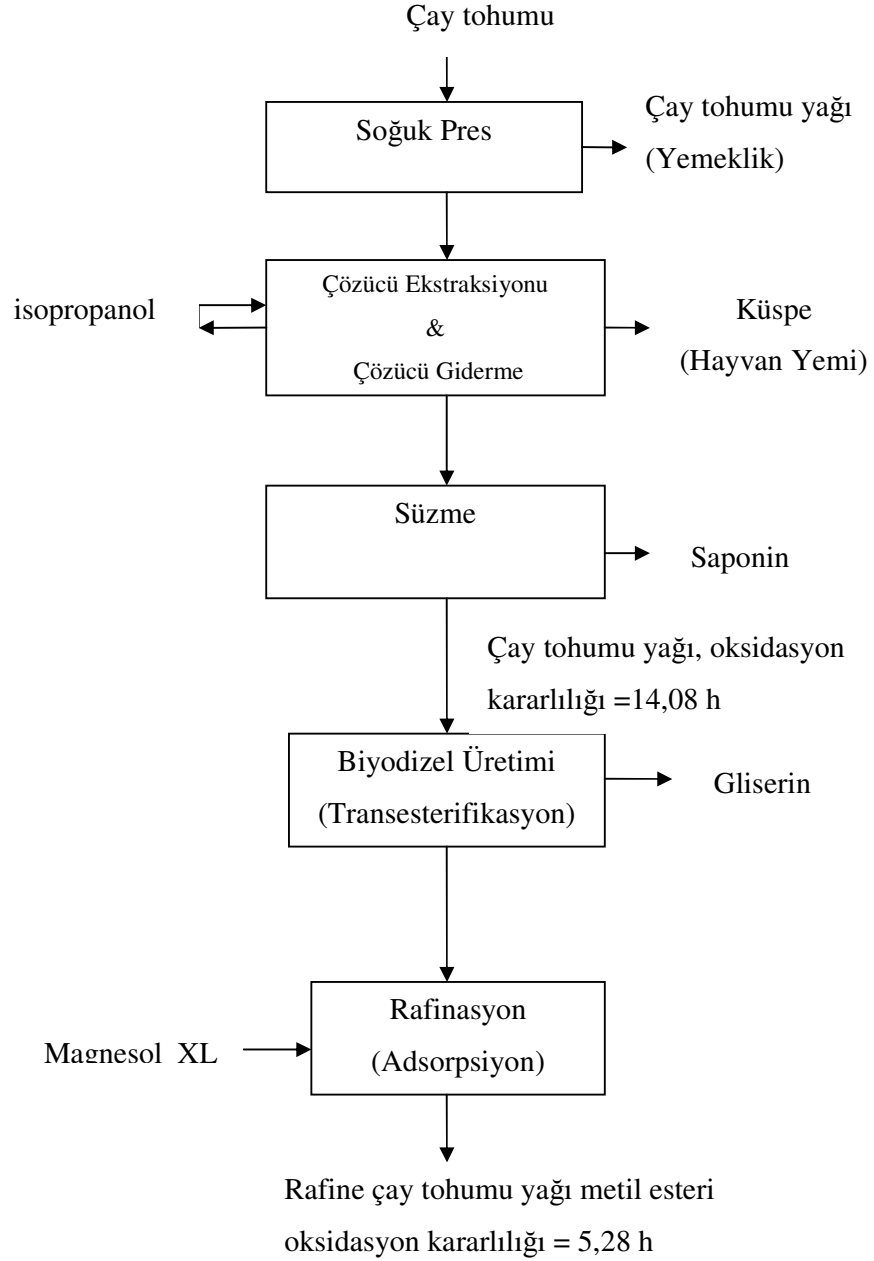 Çay tohumu
Soğuk Pres
Çay tohumu yağı
(Yemeklik)
isopropanol
Çözücü Ekstraksiyonu
&
Çözücü Giderme
Küspe
(Hayvan Yemi)
Süzme
Saponin
Çay tohumu yağı, oksidasyon
kararlılığı =14,08 h
Biyodizel Üretimi
(Transesterifikasyon)
Gliserin
Rafinasyon
(Adsorpsiyon)
Magnesol XL
Rafine çay tohumu yağı metil esteri
oksidasyon kararlılığı = 5,28 h